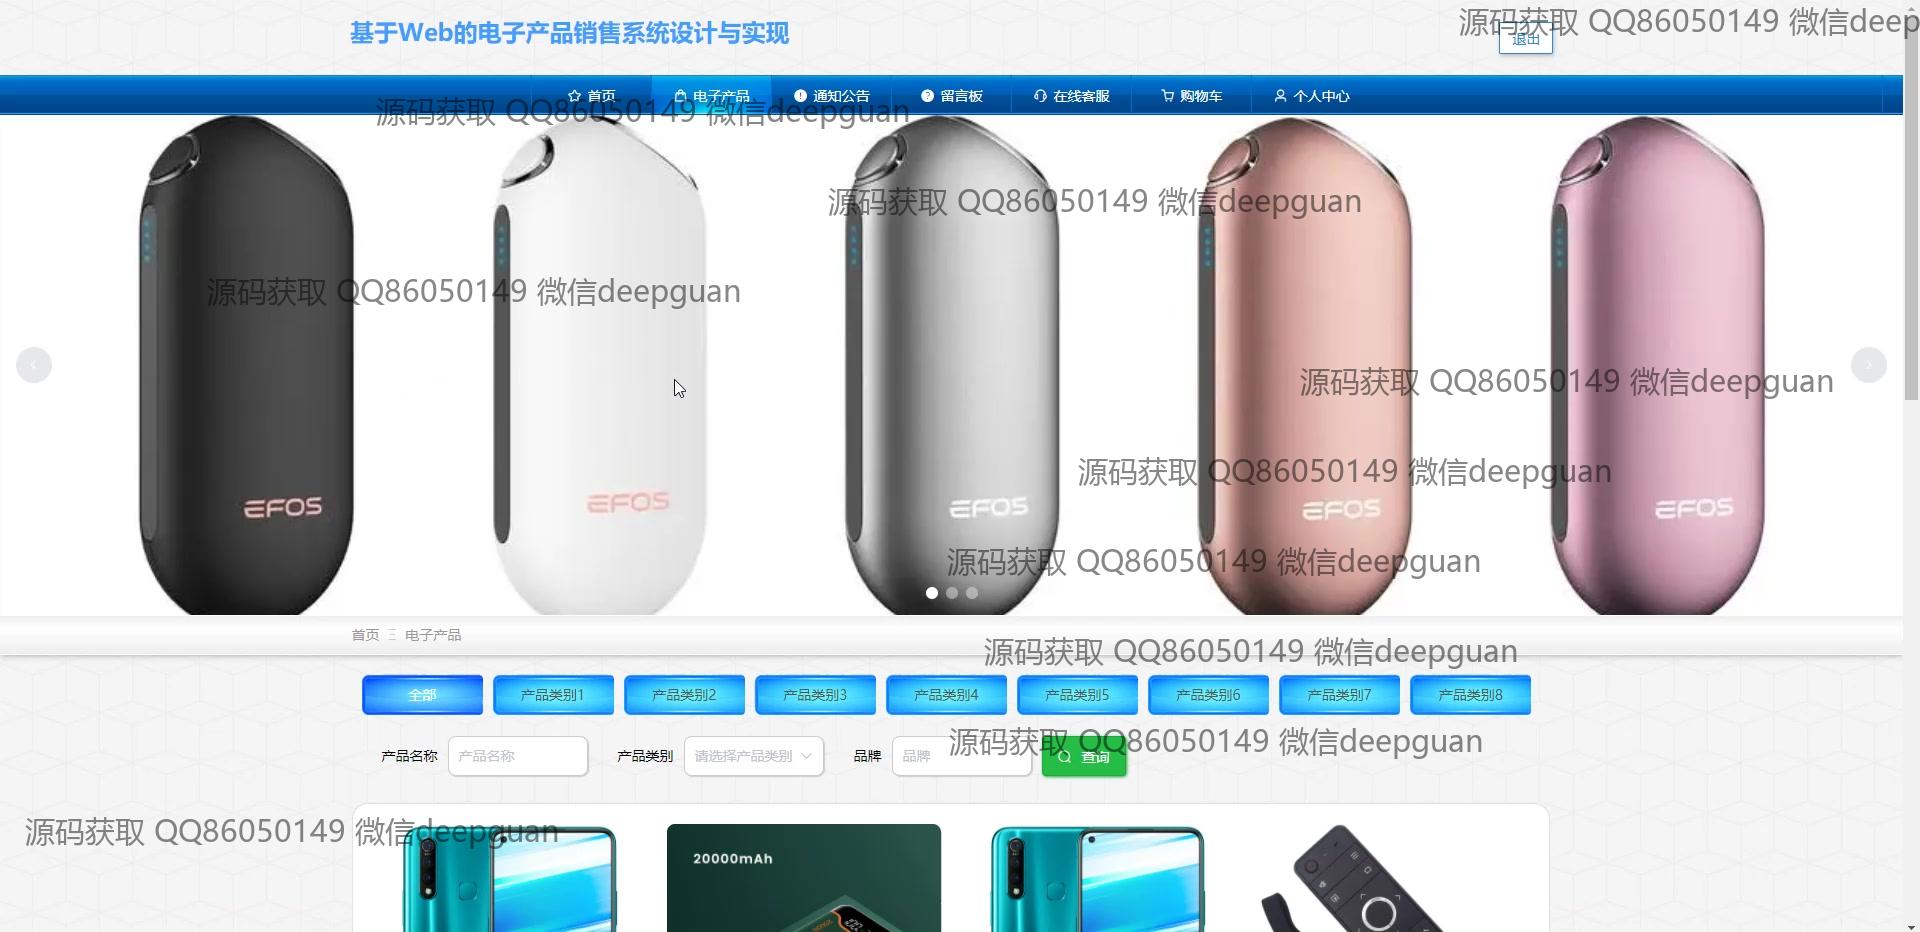 基于Web的电子产品销售系统设计与实现
源码获取 QQ86050149 微信deep
退出
首页 电子产品 通知公告 留言板 在线客服 购物车 个人中心
源码获取 QQ86050149 微信deepguan
源码获取 QQ86050149 微信deepguan
源码获取 QQ86050149 微信deepguan
源码获取 QQ86050149 微信deepguan
源码获取 QQ86050149 微信deepguan
EFOS EFOS EFOS EFOS EFOS
源码获取 QQ86050149 微信deepguan
首页 电子产品
源码获取 QQ86050149 微信deepguan
全部 产品类别1 产品类别2 产品类别3 产品类别4 产品类别5 产品类别6 产品类别7 产品类别8
源码获取 QQ86050149 微信deepguan
产品名称 产品名称 产品类别 请选择产品类别 品牌 品牌 查询
源码获取 QQ86050149 微信deepguan
20000mAh